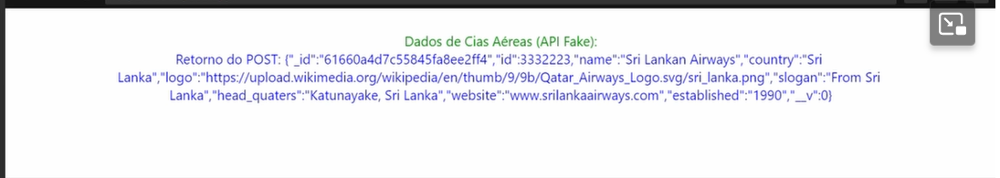 Dados de Cias Aéreas (API Fake):
Retorno do POST: {"_id":"61660a4d7c55845fa8ee2ff4","id":3332223,"name":"Sri Lankan Airways","country":"Sri
Lanka","logo":"https://upload.wikimedia.org/wikipedia/en/thumb/9/9b/Qatar_Airways_Logo.svg/sri_lanka.png","slogan":"From Sri
Lanka","head_quaters":"Katunayake, Sri Lanka","website":"www.srilankaairways.com","established":"1990","__v":0}